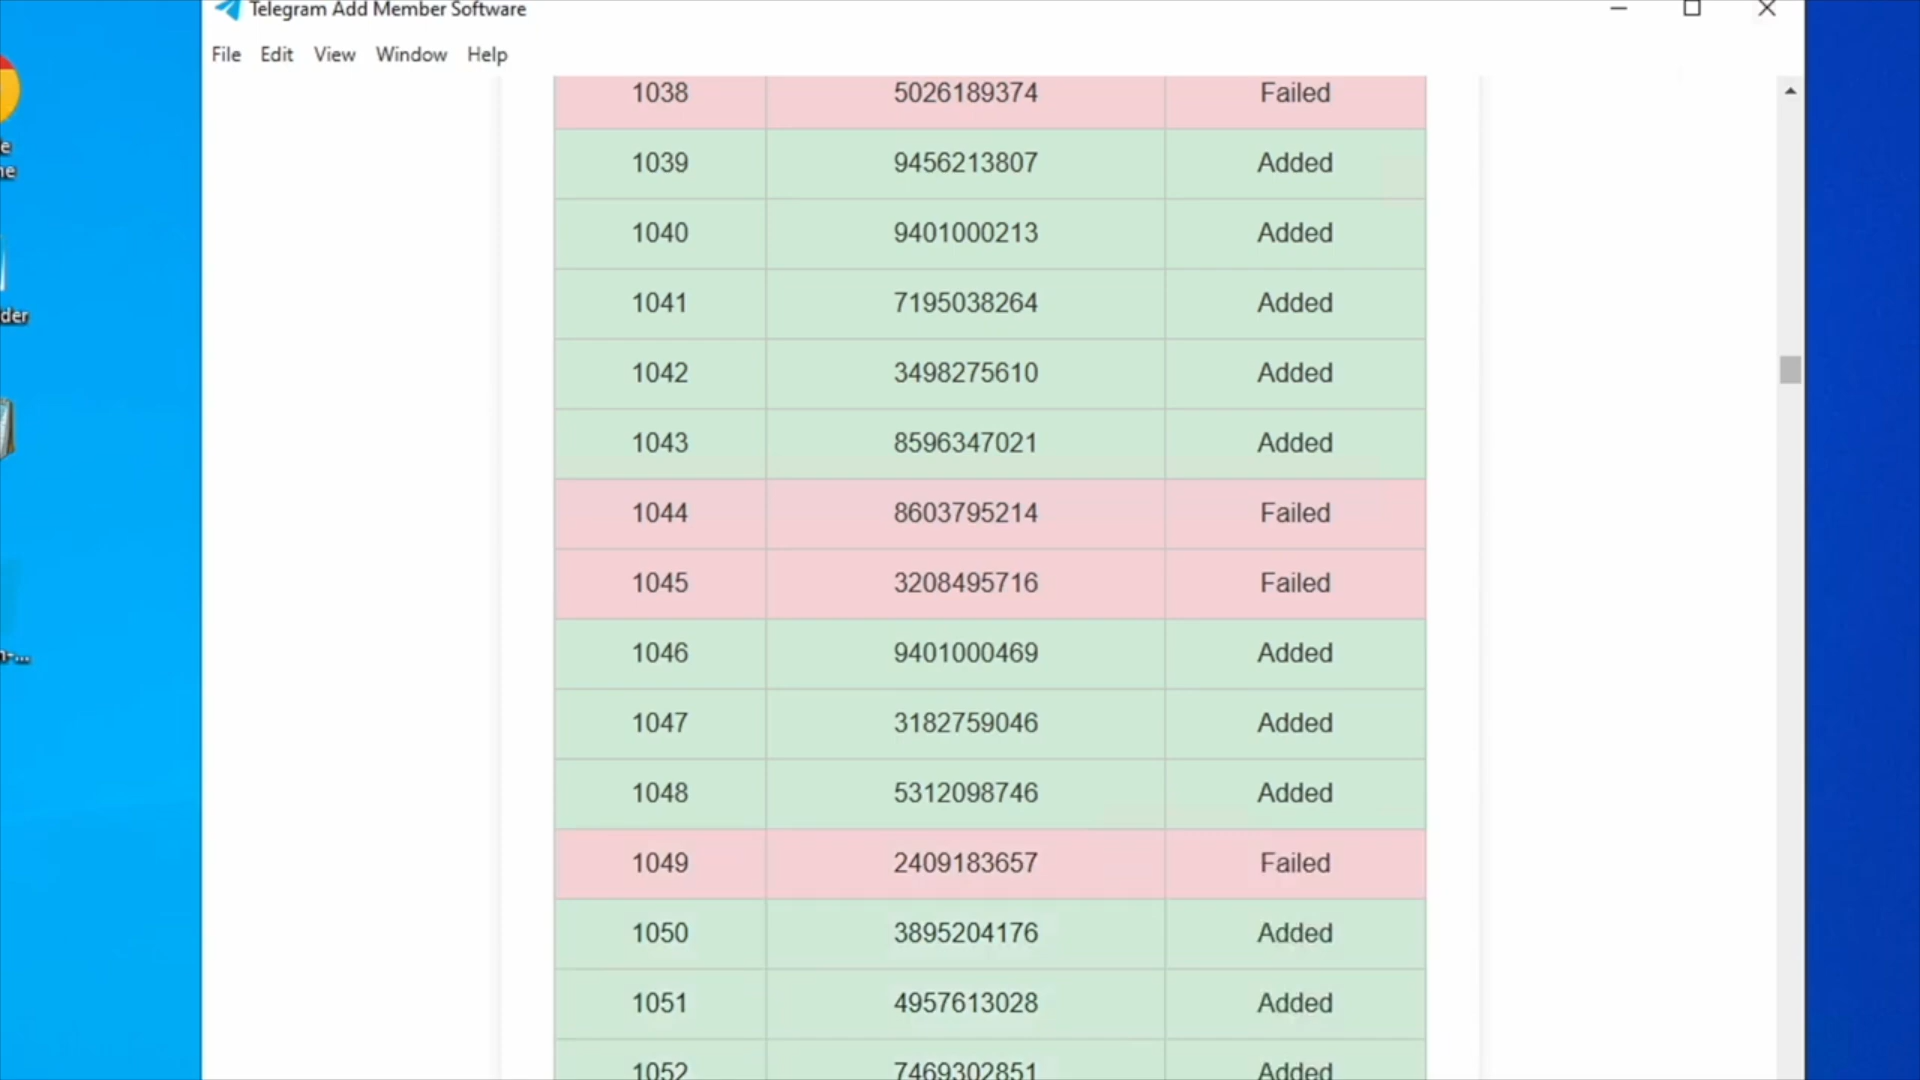 Telegram Add Member Software
File Edit View Window Help
1038 5026189374 Failed
1039 9456213807 Added
1040 9401000213 Added
1041 7195038264 Added
1042 3498275610 Added
1043 8596347021 Added
1044 8603795214 Failed
1045 3208495716 Failed
1046 9401000469 Added
1047 3182759046 Added
1048 5312098746 Added
1049 2409183657 Failed
1050 3895204176 Added
1051 4957613028 Added
1052 7469302851 Added
e
ne
der